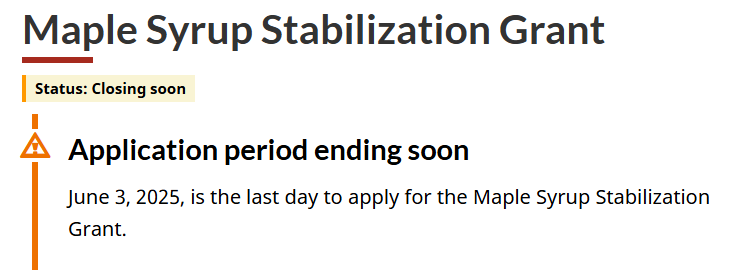 Maple Syrup Stabilization Grant
Status: Closing soon
Application period ending soon
June 3, 2025, is the last day to apply for the Maple Syrup Stabilization
Grant.